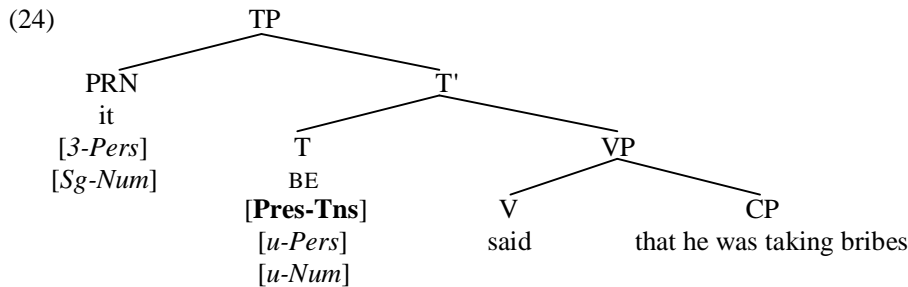 (24) TP
PRN T'
it
[3-Pers] T VP
[Sg-Num] BE
[Pres-Tns] V CP
[u-Pers] said that he was taking bribes
[u-Num]